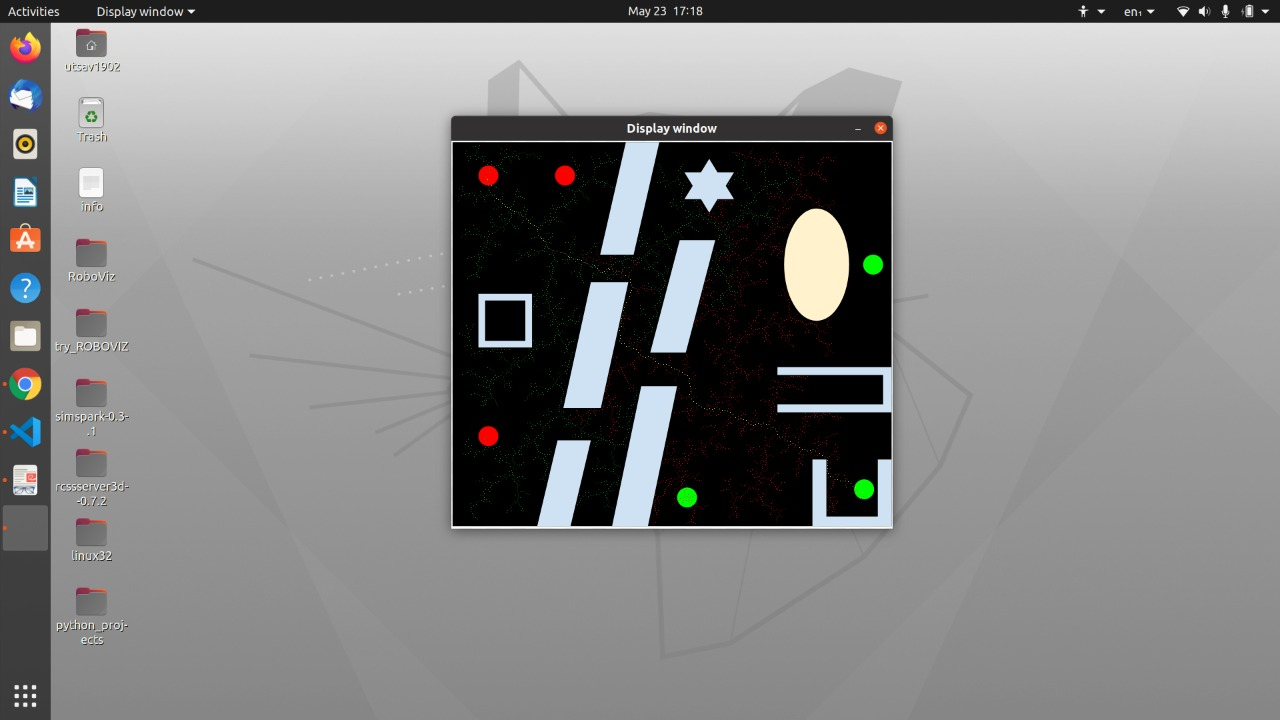 Activities
Display window
May 23 17:18
en₁
utsav1902
Trash
info
RoboViz
try_ROBOVIZ
simspark-0.3-
.1
rcssserver3d-
-0.7.2
linux32
python_proj-
ects
Display window